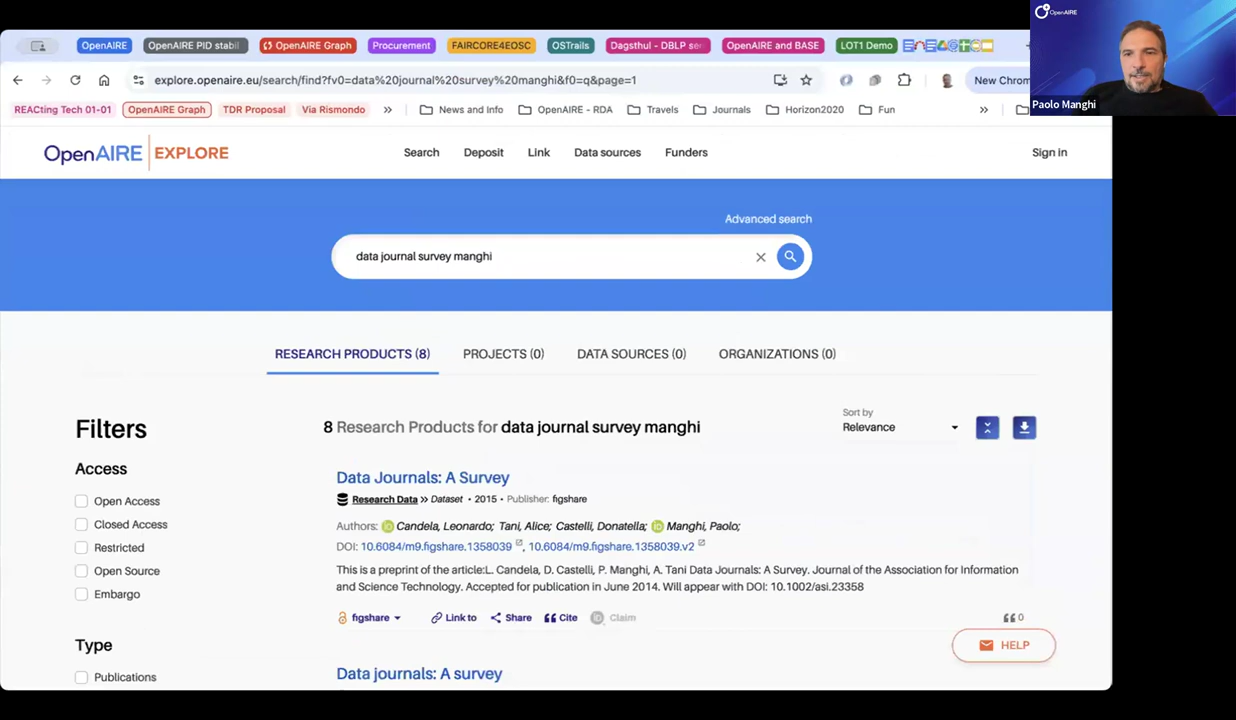 OpenAIRE
OpenAIRE PID stabil
OpenAIRE Graph
Procurement
FAIRCORE4EOSC
OSTrails
Dagsthul - DBLP se
OpenAIRE and BASE
LOT1 Demo
explore.openaire.eu/search/find?fv0=data%20journal%20survey%20manghi&f0=q&page=1
New Chrom
REACting Tech 01-01
OpenAIRE Graph
TDR Proposal
Via Rismondo
»
News and Info
OpenAIRE - RDA
Travels
Journals
Horizon2020
Fun
»
OpenAIRE
Paolo Manghi
OpenAIRE EXPLORE
Search
Deposit
Link
Data sources
Funders
Sign in
Advanced search
data journal survey manghi
RESEARCH PRODUCTS (8)
PROJECTS (0)
DATA SOURCES (0)
ORGANIZATIONS (0)
Filters
Access
Open Access
Closed Access
Restricted
Open Source
Embargo
Type
Publications
8 Research Products for data journal survey manghi
Sort by
Relevance
Data Journals: A Survey
Research Data » Dataset • 2015 • Publisher: figshare
Authors: Candela, Leonardo; Tani, Alice; Castelli, Donatella; Manghi, Paolo;
DOI: 10.6084/m9.figshare.1358039 , 10.6084/m9.figshare.1358039.v2
This is a preprint of the article:L. Candela, D. Castelli, P. Manghi, A. Tani Data Journals: A Survey. Journal of the Association for Information
and Science Technology. Accepted for publication in June 2014. Will appear with DOI: 10.1002/asi.23358
figshare
Link to
Share
Cite
Claim
0
HELP
Data journals: A survey